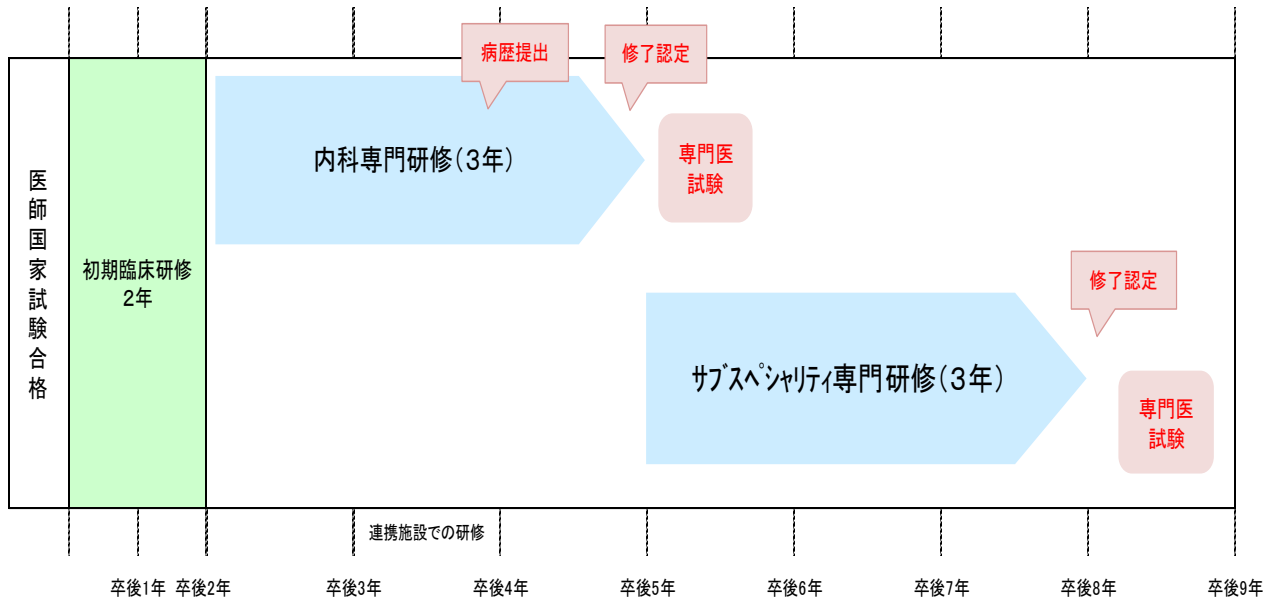 病歴提出
修了認定
内科専門研修(3年)
専門医
試験
医師国家試験合格
初期臨床研修
2年
修了認定
サブスペシャリティ専門研修(3年)
専門医
試験
連携施設での研修
卒後1年 卒後2年 卒後3年 卒後4年 卒後5年 卒後6年 卒後7年 卒後8年 卒後9年